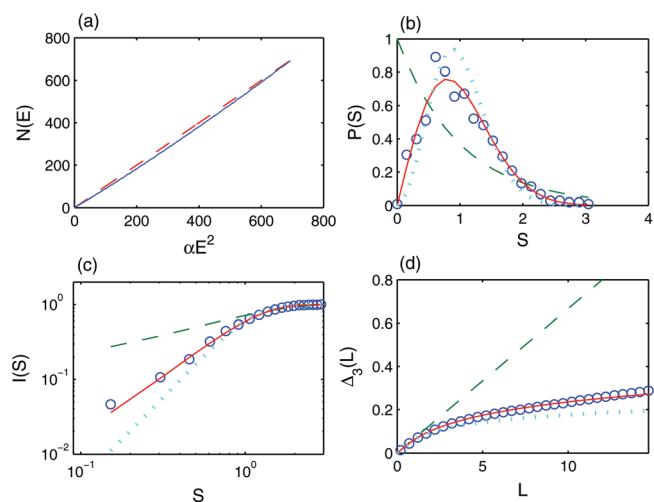 (a)
800
600
400
200
0
0 200 400 600 800
N(E)
αE²
(b)
1
0.8
0.6
0.4
0.2
0
0 1 2 3 4
P(S)
S
(c)
10⁰
10⁻¹
10⁻²
10⁻¹ 10⁰
I(S)
S
(d)
0.8
0.6
0.4
0.2
0
0 5 10
Δ₃(L)
L